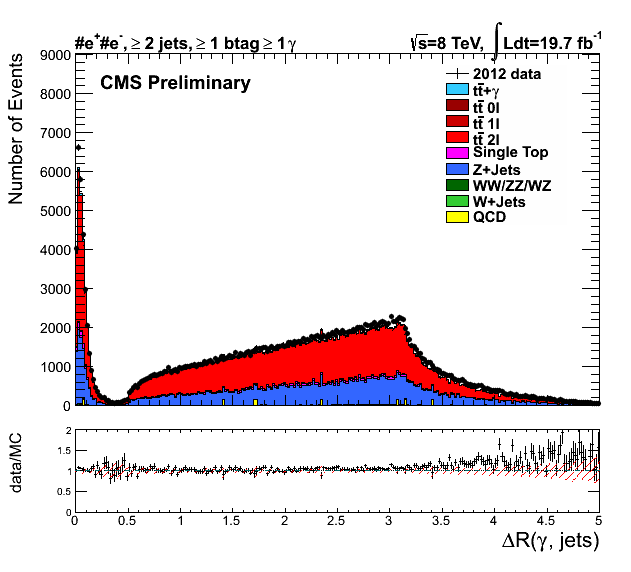 #e⁺#e⁻, ≥ 2 jets, ≥ 1 btag ≥ 1 γ
√s=8 TeV, ∫ Ldt=19.7 fb⁻¹
Number of Events
9000
8000
7000
6000
5000
4000
3000
2000
1000
0
CMS Preliminary
2012 data
tt̄+γ
tt̄ 0l
tt̄ 1l
tt̄ 2l
Single Top
Z+Jets
WW/ZZ/WZ
W+Jets
QCD
data/MC
2
1.5
1
0.5
0
0 0.5 1 1.5 2 2.5 3 3.5 4 4.5 5
ΔR(γ, jets)